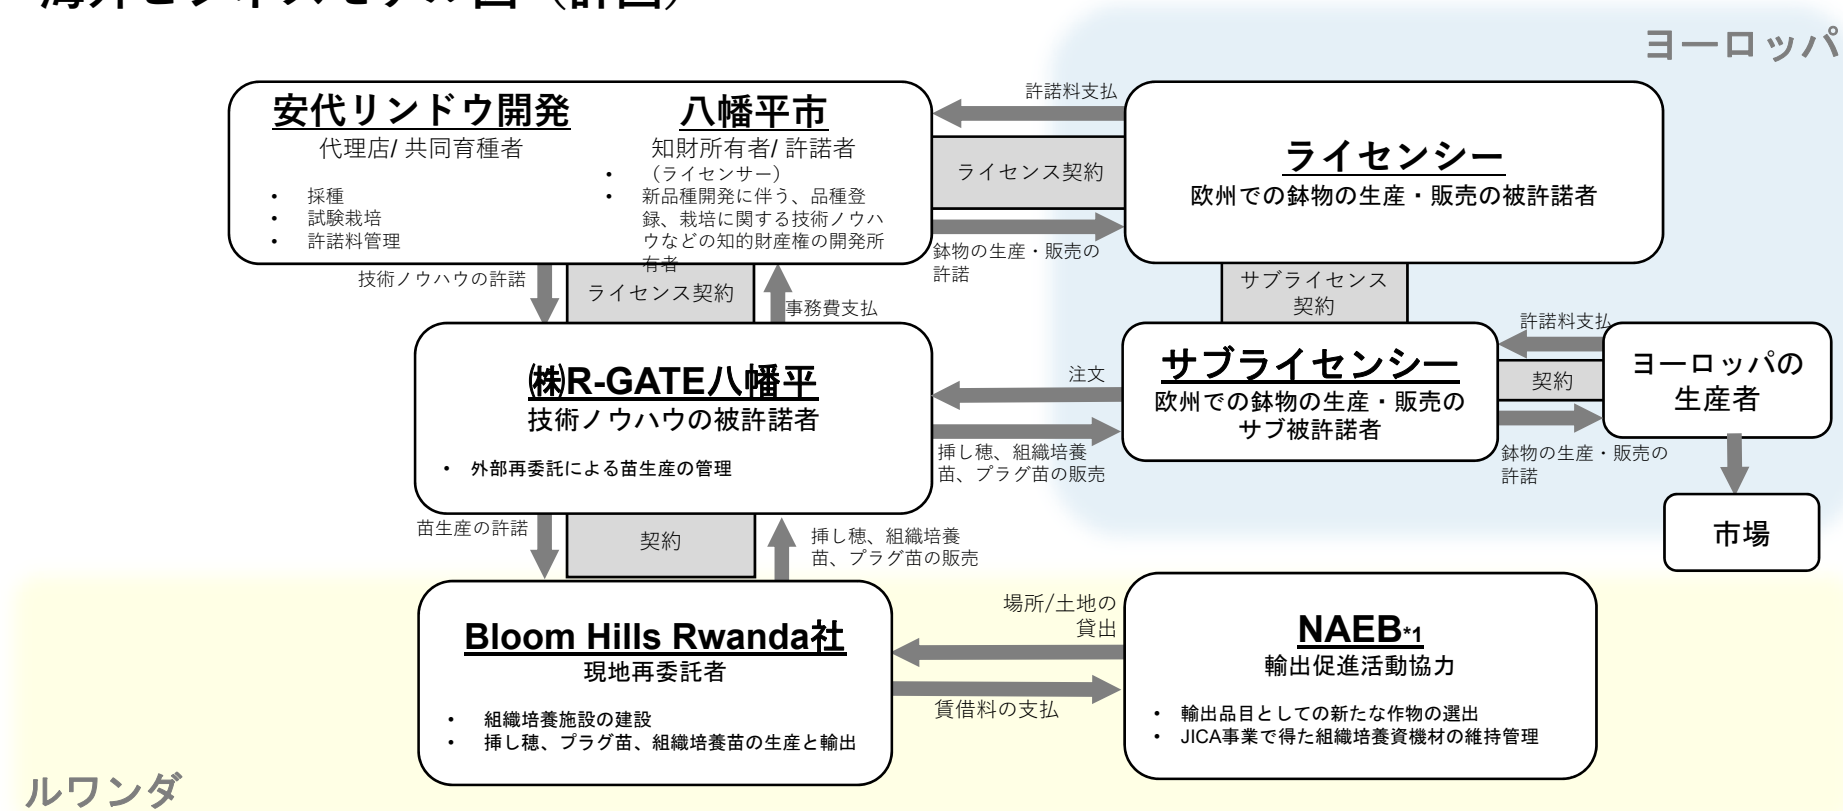 海外ビジネスモデル図（計画）
ヨーロッパ
安代リンドウ開発
代理店/ 共同育種者
• 採種
• 試験栽培
• 許諾料管理
八幡平市
知財所有者/ 許諾者
• （ライセンサー）
• 新品種開発に伴う、品種登
録、栽培に関する技術ノウハ
ウなどの知的財産権の開発所
有者
許諾料支払
ライセンス契約
鉢物の生産・販売の
許諾
ライセンシー
欧州での鉢物の生産・販売の被許諾者
技術ノウハウの許諾
ライセンス契約
事務費支払
サブライセンス
契約
㈱R-GATE八幡平
技術ノウハウの被許諾者
• 外部再委託による苗生産の管理
注文
挿し穂、組織培養
苗、プラグ苗の販売
サブライセンシー
欧州での鉢物の生産・販売の
サブ被許諾者
許諾料支払
契約
鉢物の生産・販売の
許諾
ヨーロッパの
生産者
市場
苗生産の許諾
契約
挿し穂、組織培養
苗、プラグ苗の販売
Bloom Hills Rwanda社
現地再委託者
• 組織培養施設の建設
• 挿し穂、プラグ苗、組織培養苗の生産と輸出
場所/土地の
貸出
賃借料の支払
NAEB*1
輸出促進活動協力
• 輸出品目としての新たな作物の選出
• JICA事業で得た組織培養資機材の維持管理
ルワンダ